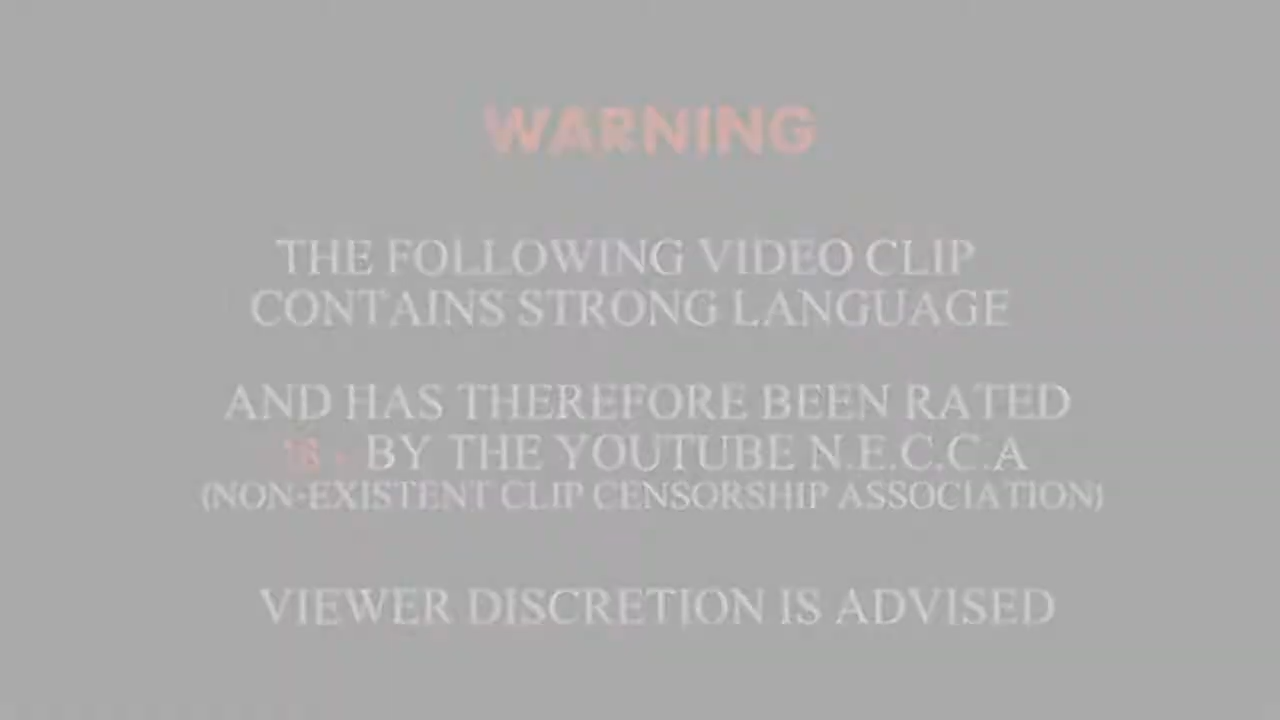 WARNING
THE FOLLOWING VIDEO CLIP
CONTAINS STRONG LANGUAGE
AND HAS THEREFORE BEEN RATED
18 - BY THE YOUTUBE N.E.C.C.A
(NON-EXISTENT CLIP CENSORSHIP ASSOCIATION)
VIEWER DISCRETION IS ADVISED